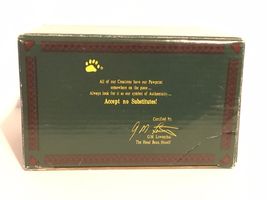 All of our Creations have our Pawprint
somewhere on the piece...
Always look for it as our symbol of Authenticity...
Accept no Substitutes!
Certified by
G.M. Lowenthal
The Head Bean Hisself